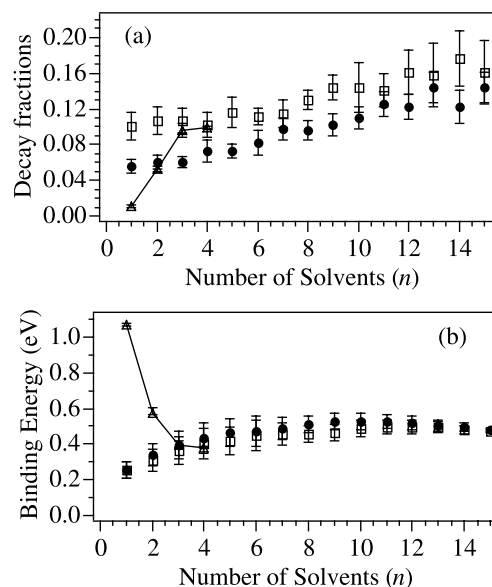 (a)
Decay fractiions
0.20
0.16
0.12
0.08
0.04
0.00
0 2 4 6 8 10 12 14
Number of Solvents (n)
(b)
Binding Energy (eV)
1.0
0.8
0.6
0.4
0.2
0.0
0 2 4 6 8 10 12 14
Number of Solvents (n)